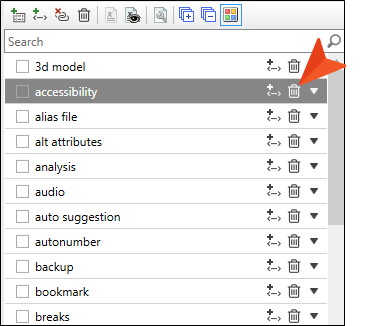 Search
3d model
accessibility
alias file
alt attributes
analysis
audio
auto suggestion
autonumber
backup
bookmark
breaks